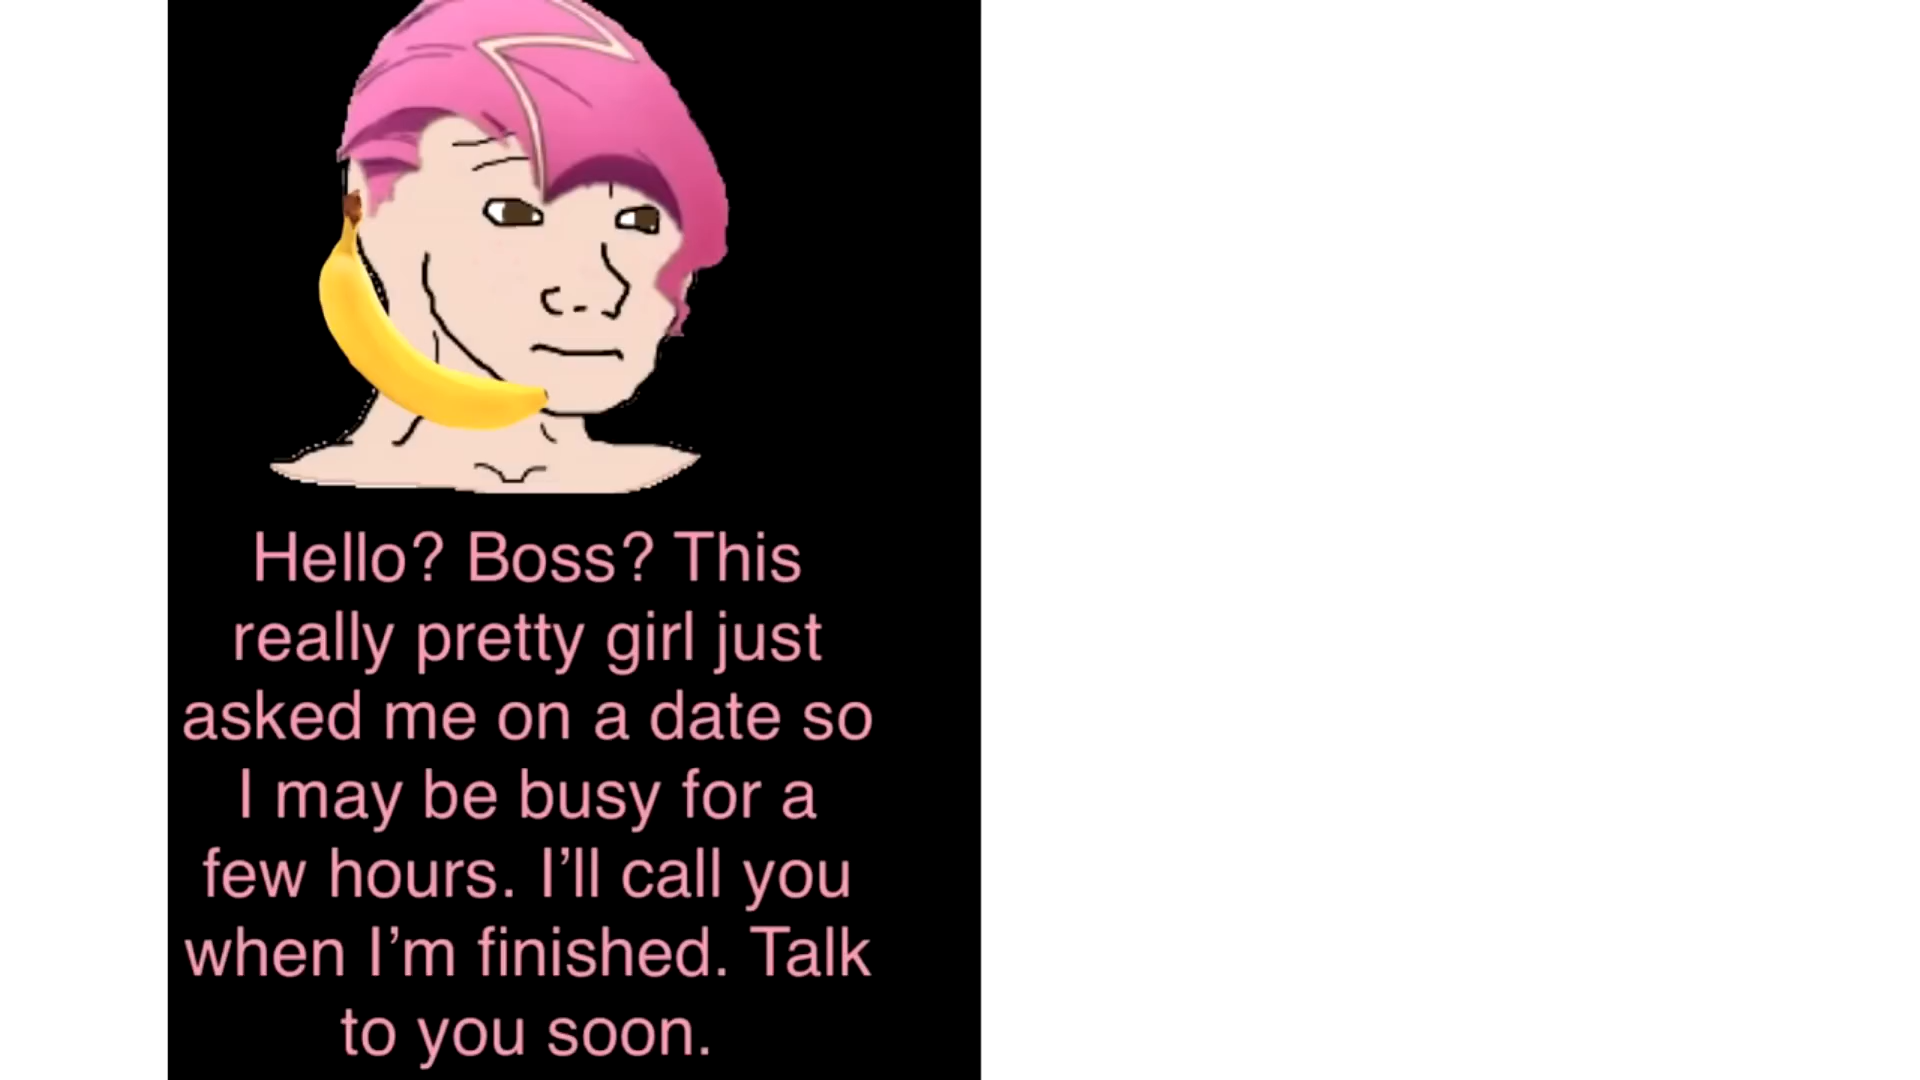 Hello? Boss? This
really pretty girl just
asked me on a date so
I may be busy for a
few hours. I’ll call you
when I’m finished. Talk
to you soon.